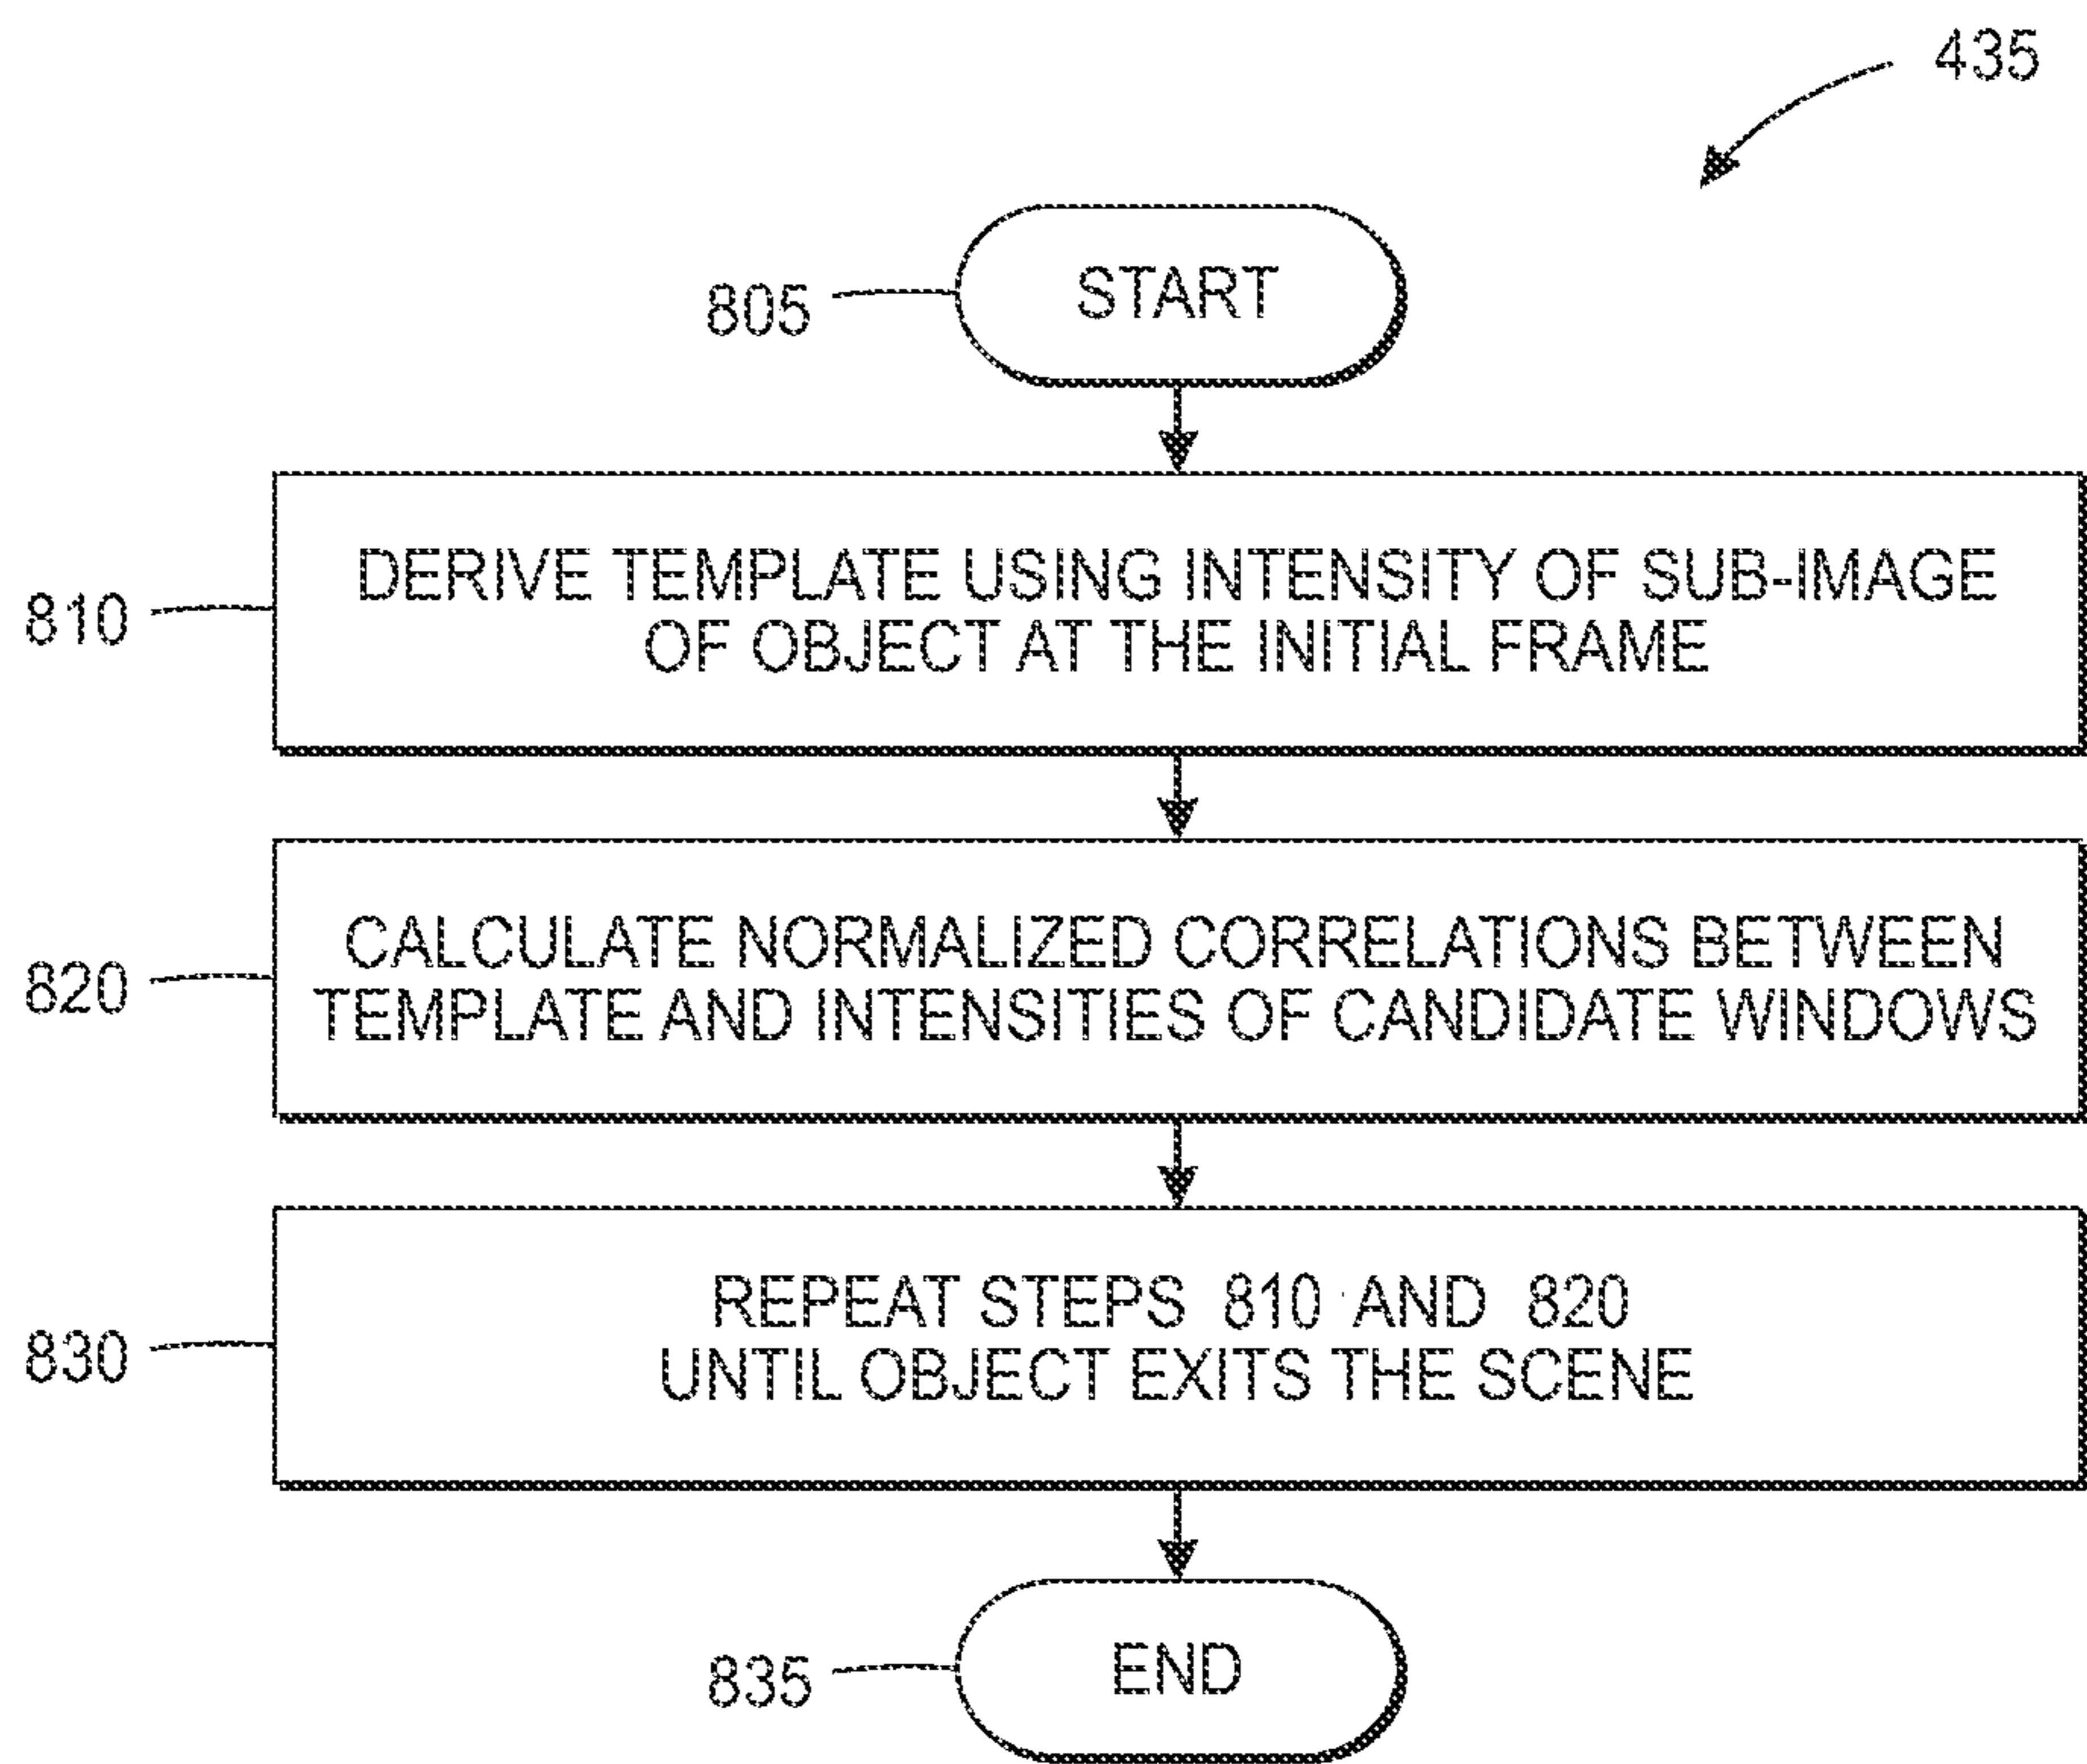 435
805
START
810
DERIVE TEMPLATE USING INTENSITY OF SUB-IMAGE
OF OBJECT AT THE INITIAL FRAME
820
CALCULATE NORMALIZED CORRELATIONS BETWEEN
TEMPLATE AND INTENSITIES OF CANDIDATE WINDOWS
830
REPEAT STEPS 810 AND 820
UNTIL OBJECT EXITS THE SCENE
835
END